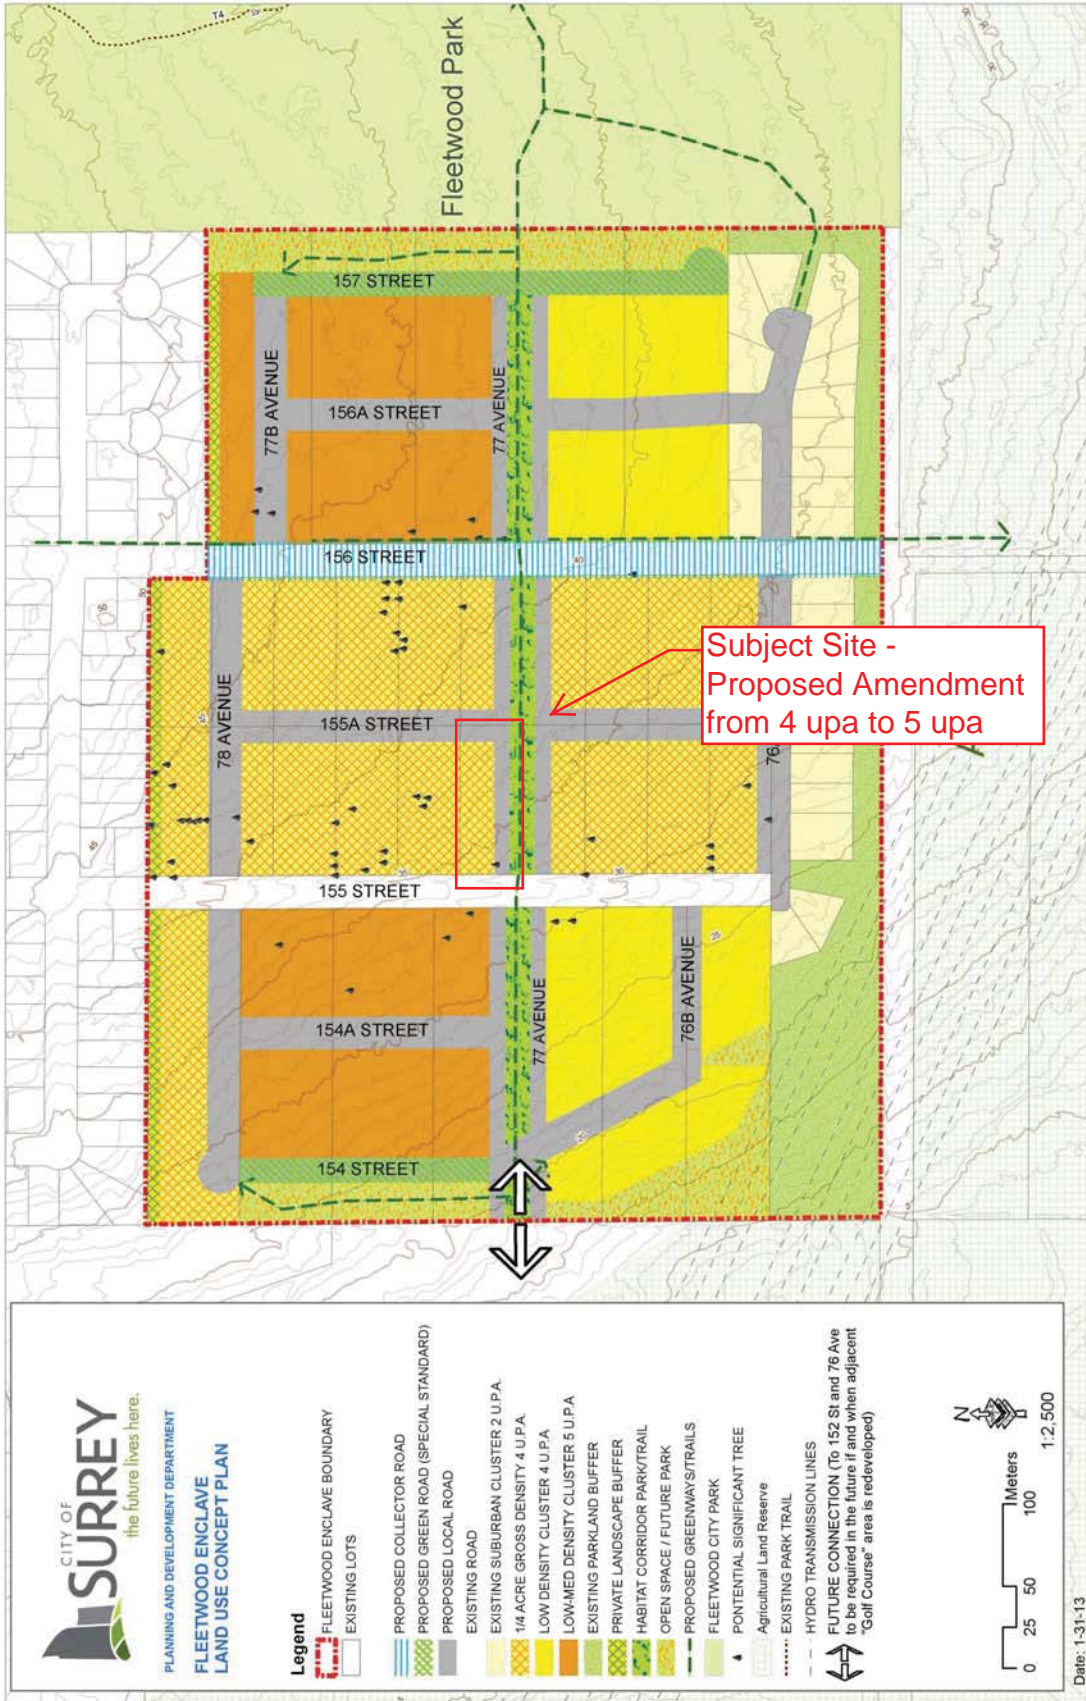 CITY OF
SURREY
the future lives here.
PLANNING AND DEVELOPMENT DEPARTMENT
FLEETWOOD ENCLAVE
LAND USE CONCEPT PLAN
Legend
FLEETWOOD ENCLAVE BOUNDARY
EXISTING LOTS
PROPOSED COLLECTOR ROAD
PROPOSED GREEN ROAD (SPECIAL STANDARD)
PROPOSED LOCAL ROAD
EXISTING ROAD
EXISTING SUBURBAN CLUSTER 2 U.P.A.
1/4 ACRE GROSS DENSITY 4 U.P.A.
LOW DENSITY CLUSTER 4 U.P.A
LOW-MED DENSITY CLUSTER 5 U.P.A
EXISTING PARKLAND BUFFER
PRIVATE LANDSCAPE BUFFER
HABITAT CORRIDOR PARK/TRAIL
OPEN SPACE / FUTURE PARK
PROPOSED GREENWAYS/TRAILS
FLEETWOOD CITY PARK
PONTENTIAL SIGNIFICANT TREE
Agricultural Land Reserve
EXISTING PARK TRAIL
HYDRO TRANSMISSION LINES
FUTURE CONNECTION (To 152 St and 76 Ave
to be required in the future if and when adjacent
"Golf Course" area is redeveloped)
N
0 25 50 100
Meters
1:2,500
Date: 1-31-13
Fleetwood Park
T4
45
157 STREET
77B AVENUE
156A STREET
77 AVENUE
156 STREET
40
50
50
78 AVENUE
40
155A STREET
Subject Site -
Proposed Amendment
from 4 upa to 5 upa
76
45
155 STREET
154A STREET
77 AVENUE
76B AVENUE
154 STREET